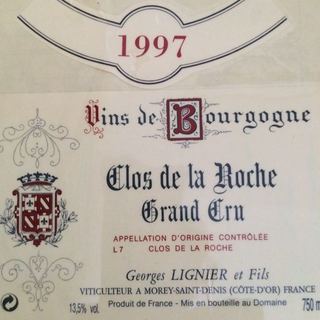 1997
Vins de Bourgogne
Clos de la Roche
Grand Cru
APPELLATION D'ORIGINE CONTRÔLÉE
L 7 CLOS DE LA ROCHE
Georges LIGNIER et Fils
VITICULTEUR A MOREY-SAINT-DENIS (CÔTE-D'OR) FRANCE
13,5% vol. Produit de France - Mis en bouteille au Domaine 750 ml